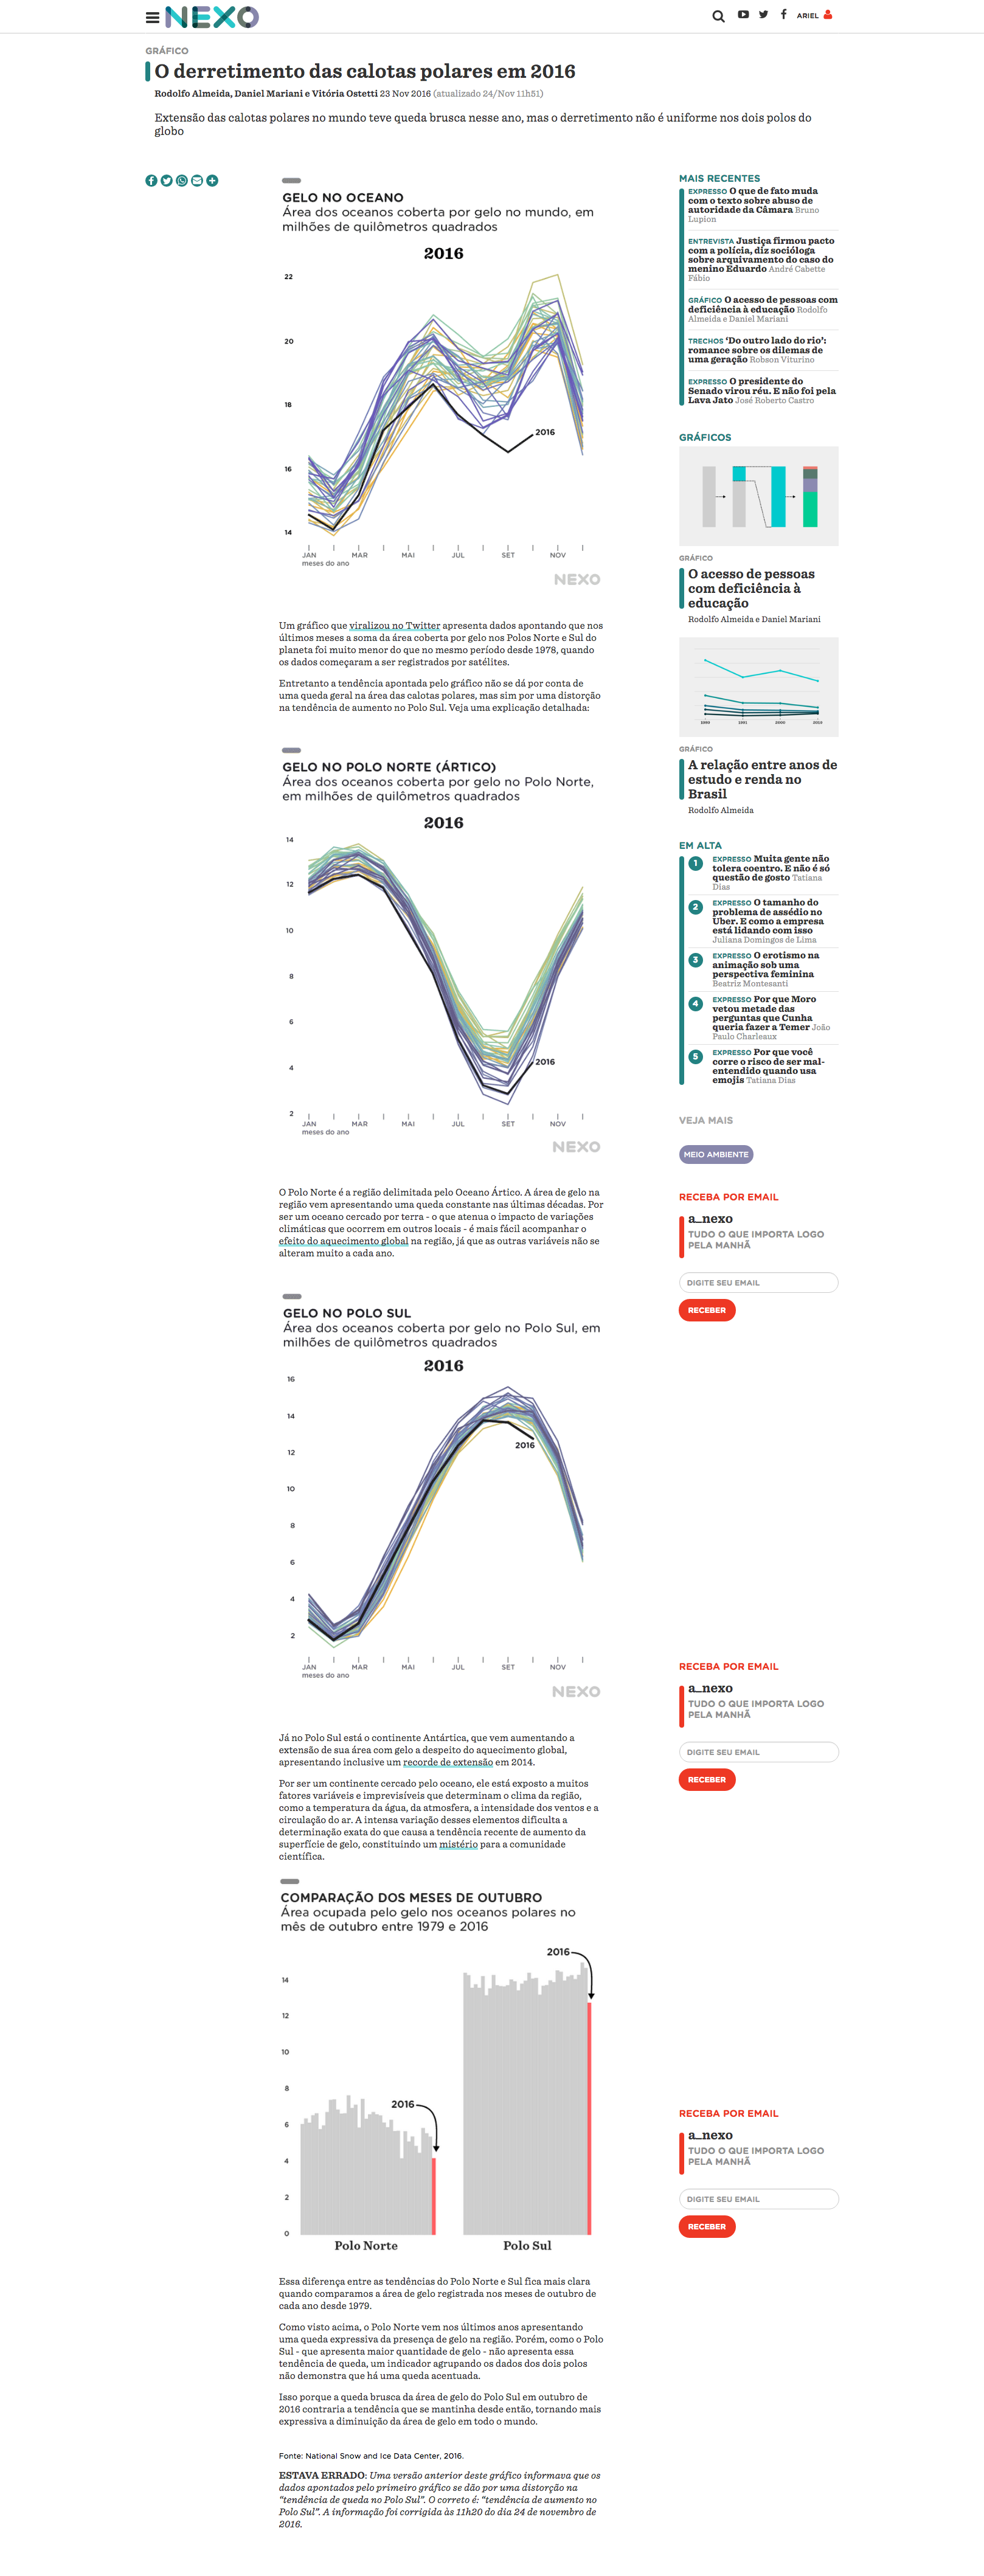 NEXO
ARIEL
GRÁFICO
O derretimento das calotas polares em 2016
Rodolfo Almeida, Daniel Mariani e Vitória Ostetti 23 Nov 2016 (atualizado 24/Nov 11h51)
Extensão das calotas polares no mundo teve queda brusca nesse ano, mas o derretimento não é uniforme nos dois polos do
globo
GELO NO OCEANO
Área dos oceanos coberta por gelo no mundo, em
milhões de quilômetros quadrados
2016
22
20
18
16
14
2016
JAN MAR MAI JUL SET NOV
meses do ano
NEXO
Um gráfico que viralizou no Twitter apresenta dados apontando que nos
últimos meses a soma da área coberta por gelo nos Polos Norte e Sul do
planeta foi muito menor do que no mesmo período desde 1978, quando
os dados começaram a ser registrados por satélites.
Entretanto a tendência apontada pelo gráfico não se dá por conta de
uma queda geral na área das calotas polares, mas sim por uma distorção
na tendência de aumento no Polo Sul. Veja uma explicação detalhada:
GELO NO POLO NORTE (ÁRTICO)
Área dos oceanos coberta por gelo no Polo Norte,
em milhões de quilômetros quadrados
2016
14
12
10
8
6
4
2
2016
JAN MAR MAI JUL SET NOV
meses do ano
NEXO
O Polo Norte é a região delimitada pelo Oceano Ártico. A área de gelo na
região vem apresentando uma queda constante nas últimas décadas. Por
ser um oceano cercado por terra - o que atenua o impacto de variações
climáticas que ocorrem em outros locais - é mais fácil acompanhar o
efeito do aquecimento global na região, já que as outras variáveis não se
alteram muito a cada ano.
GELO NO POLO SUL
Área dos oceanos coberta por gelo no Polo Sul, em
milhões de quilômetros quadrados
2016
16
14
12
10
8
6
4
2
2016
JAN MAR MAI JUL SET NOV
meses do ano
NEXO
Já no Polo Sul está o continente Antártica, que vem aumentando a
extensão de sua área com gelo a despeito do aquecimento global,
apresentando inclusive um recorde de extensão em 2014.
Por ser um continente cercado pelo oceano, ele está exposto a muitos
fatores variáveis e imprevisíveis que determinam o clima da região,
como a temperatura da água, da atmosfera, a intensidade dos ventos e a
circulação do ar. A intensa variação desses elementos dificulta a
determinação exata do que causa a tendência recente de aumento da
superfície de gelo, constituindo um mistério para a comunidade
científica.
COMPARAÇÃO DOS MESES DE OUTUBRO
Área ocupada pelo gelo nos oceanos polares no
mês de outubro entre 1979 e 2016
14
12
10
8
6
4
2
0
2016
2016
Polo Norte Polo Sul
Essa diferença entre as tendências do Polo Norte e Sul fica mais clara
quando comparamos a área de gelo registrada nos meses de outubro de
cada ano desde 1979.
Como visto acima, o Polo Norte vem nos últimos anos apresentando
uma queda expressiva da presença de gelo na região. Porém, como o Polo
Sul - que apresenta maior quantidade de gelo - não apresenta essa
tendência de queda, um indicador agrupando os dados dos dois polos
não demonstra que há uma queda acentuada.
Isso porque a queda brusca da área de gelo do Polo Sul em outubro de
2016 contraria a tendência que se mantinha desde então, tornando mais
expressiva a diminuição da área de gelo em todo o mundo.
Fonte: National Snow and Ice Data Center, 2016.
ESTAVA ERRADO: Uma versão anterior deste gráfico informava que os
dados apontados pelo primeiro gráfico se dão por uma distorção na
“tendência de queda no Polo Sul”. O correto é: “tendência de aumento no
Polo Sul”. A informação foi corrigida às 11h20 do dia 24 de novembro de
2016.
MAIS RECENTES
EXPRESSO O que de fato muda
com o texto sobre abuso de
autoridade da Câmara Bruno
Lupion
ENTREVISTA Justiça firmou pacto
com a polícia, diz socióloga
sobre arquivamento do caso do
menino Eduardo André Cabette
Fábio
GRÁFICO O acesso de pessoas com
deficiência à educação Rodolfo
Almeida e Daniel Mariani
TRECHOS ‘Do outro lado do rio’:
romance sobre os dilemas de
uma geração Robson Viturino
EXPRESSO O presidente do
Senado virou réu. E não foi pela
Lava Jato José Roberto Castro
GRÁFICOS
GRÁFICO
O acesso de pessoas
com deficiência à
educação
Rodolfo Almeida e Daniel Mariani
1991
2000
2010
GRÁFICO
A relação entre anos de
estudo e renda no
Brasil
Rodolfo Almeida
EM ALTA
1 EXPRESSO Muita gente não
tolera coentro. E não é só
questão de gosto Tatiana
Dias
2 EXPRESSO O tamanho do
problema de assédio no
Uber. E como a empresa
está lidando com isso
Juliana Domingos de Lima
3 EXPRESSO O erotismo na
animação sob uma
perspectiva feminina
Beatriz Montesanti
4 EXPRESSO Por que Moro
vetou metade das
perguntas que Cunha
queria fazer a Temer João
Paulo Charleaux
5 EXPRESSO Por que você
corre o risco de ser mal-
entendido quando usa
emojis Tatiana Dias
VEJA MAIS
MEIO AMBIENTE
RECEBA POR EMAIL
a_nexo
TUDO O QUE IMPORTA LOGO
PELA MANHÃ
DIGITE SEU EMAIL
RECEBER
RECEBA POR EMAIL
a_nexo
TUDO O QUE IMPORTA LOGO
PELA MANHÃ
DIGITE SEU EMAIL
RECEBER
RECEBA POR EMAIL
a_nexo
TUDO O QUE IMPORTA LOGO
PELA MANHÃ
DIGITE SEU EMAIL
RECEBER